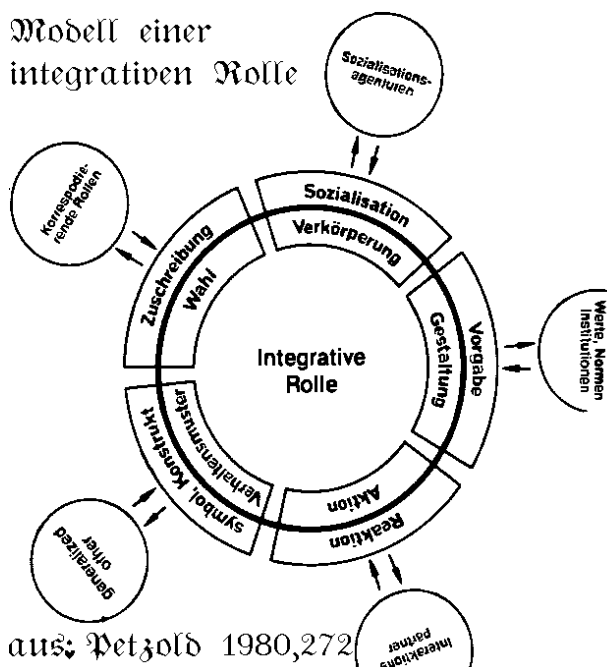 Modell einer
integrativen Rolle
Sozialisations-
agenturen
Korrespodie-
rende Rollen
Sozialisation
Verkörperung
Zuschreibung
Wahl
Vorgabe
Gestaltung
Werte, Normen
Institutionen
Integrative
Rolle
symbol, Konstrukt
Verhaltensmuster
Aktion
Reaktion
generalized
other
Interaktions
partner
aus: Petzold 1980,272